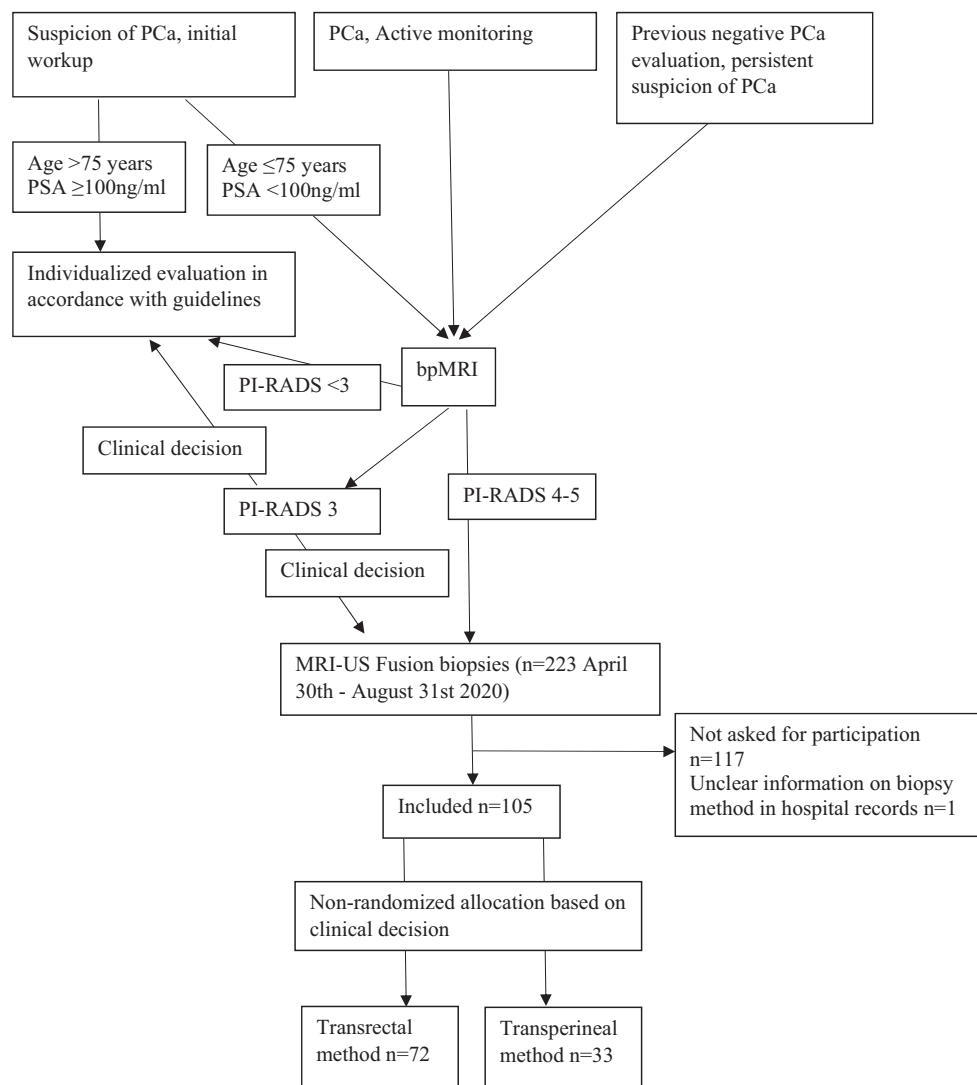 Suspicion of PCa, initial
workup
PCa, Active monitoring
Previous negative PCa
evaluation, persistent
suspicion of PCa
Age >75 years
PSA ≥100ng/ml
Age ≤75 years
PSA <100ng/ml
Individualized evaluation in
accordance with guidelines
bpMRI
PI-RADS <3
Clinical decision
PI-RADS 3
PI-RADS 4-5
Clinical decision
MRI-US Fusion biopsies (n=223 April
30th - August 31st 2020)
Not asked for participation
n=117
Unclear information on biopsy
method in hospital records n=1
Included n=105
Non-randomized allocation based on
clinical decision
Transrectal
method n=72
Transperineal
method n=33